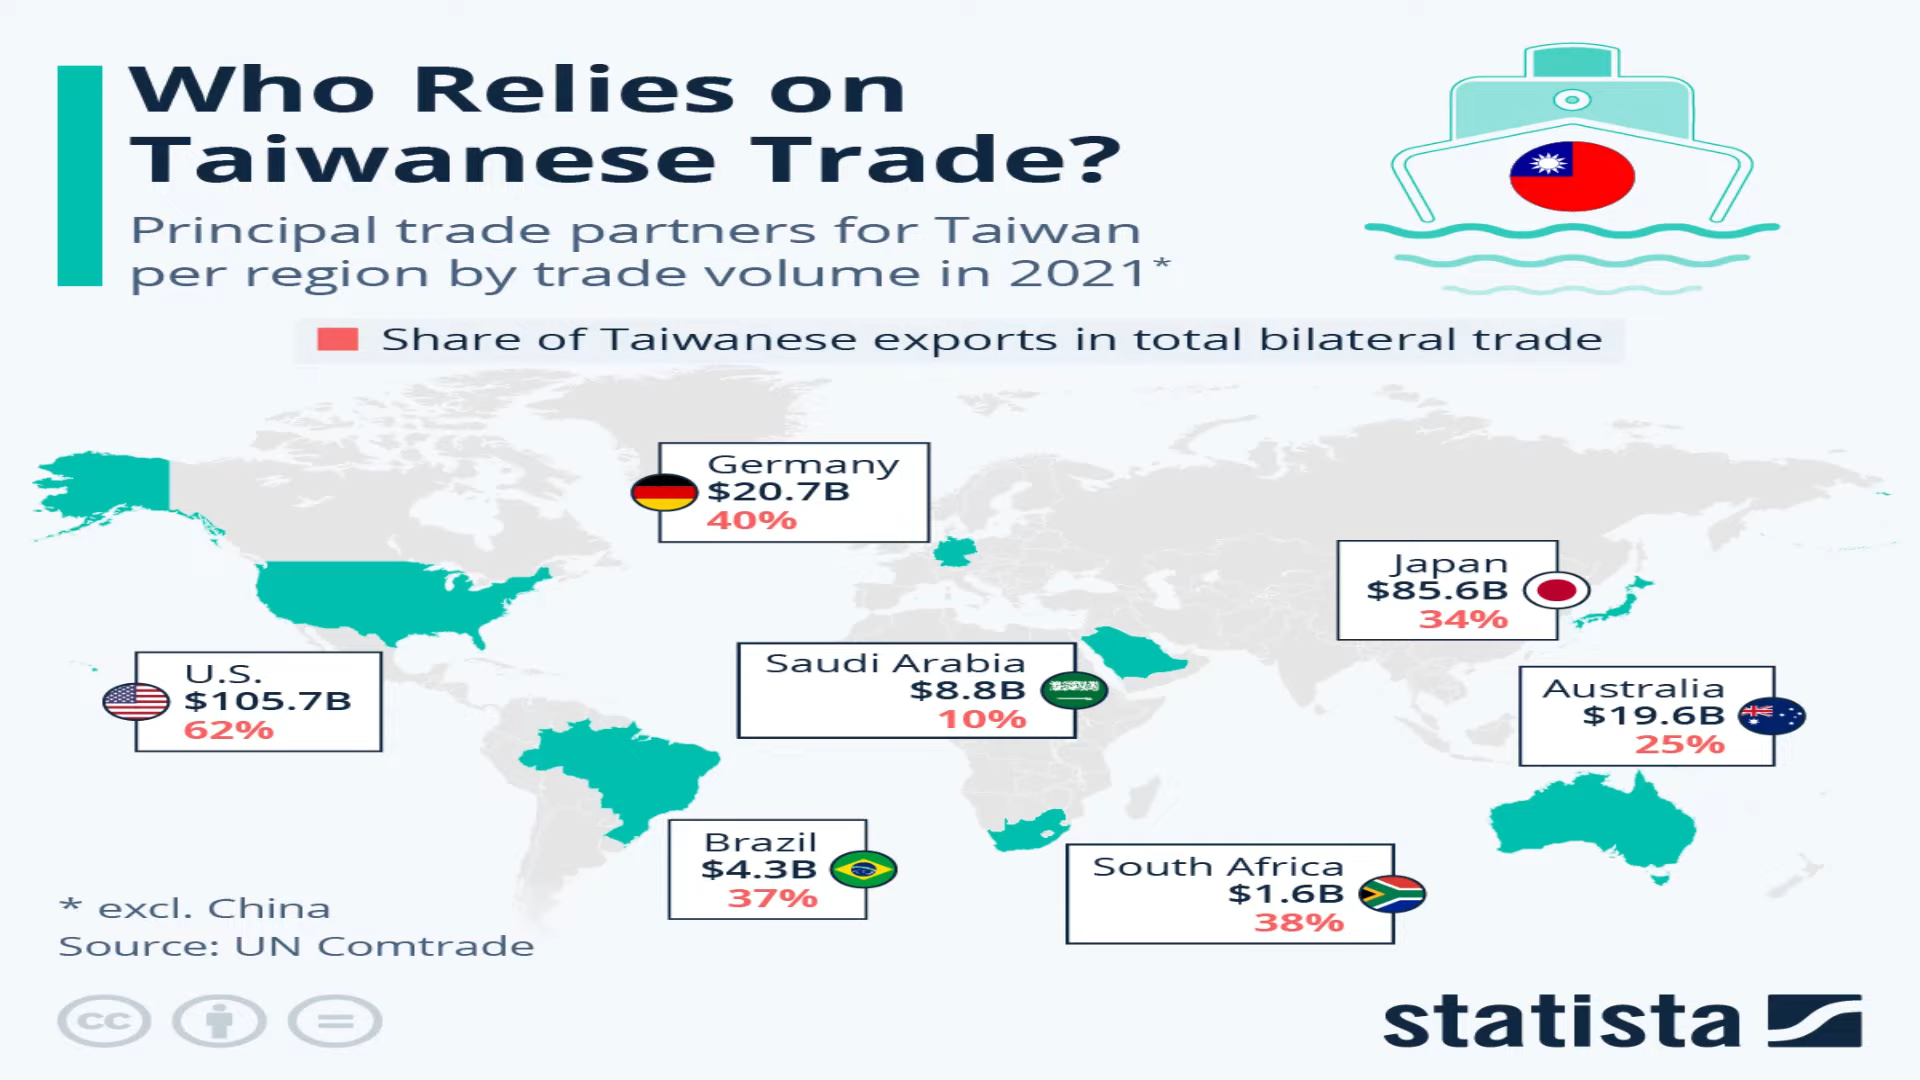 Who Relies on
Taiwanese Trade?
Principal trade partners for Taiwan
per region by trade volume in 2021*
Share of Taiwanese exports in total bilateral trade
Germany
$20.7B
40%
Japan
$85.6B
34%
U.S.
$105.7B
62%
Saudi Arabia
$8.8B
10%
Australia
$19.6B
25%
Brazil
$4.3B
37%
South Africa
$1.6B
38%
* excl. China
Source: UN Comtrade
cc
statista